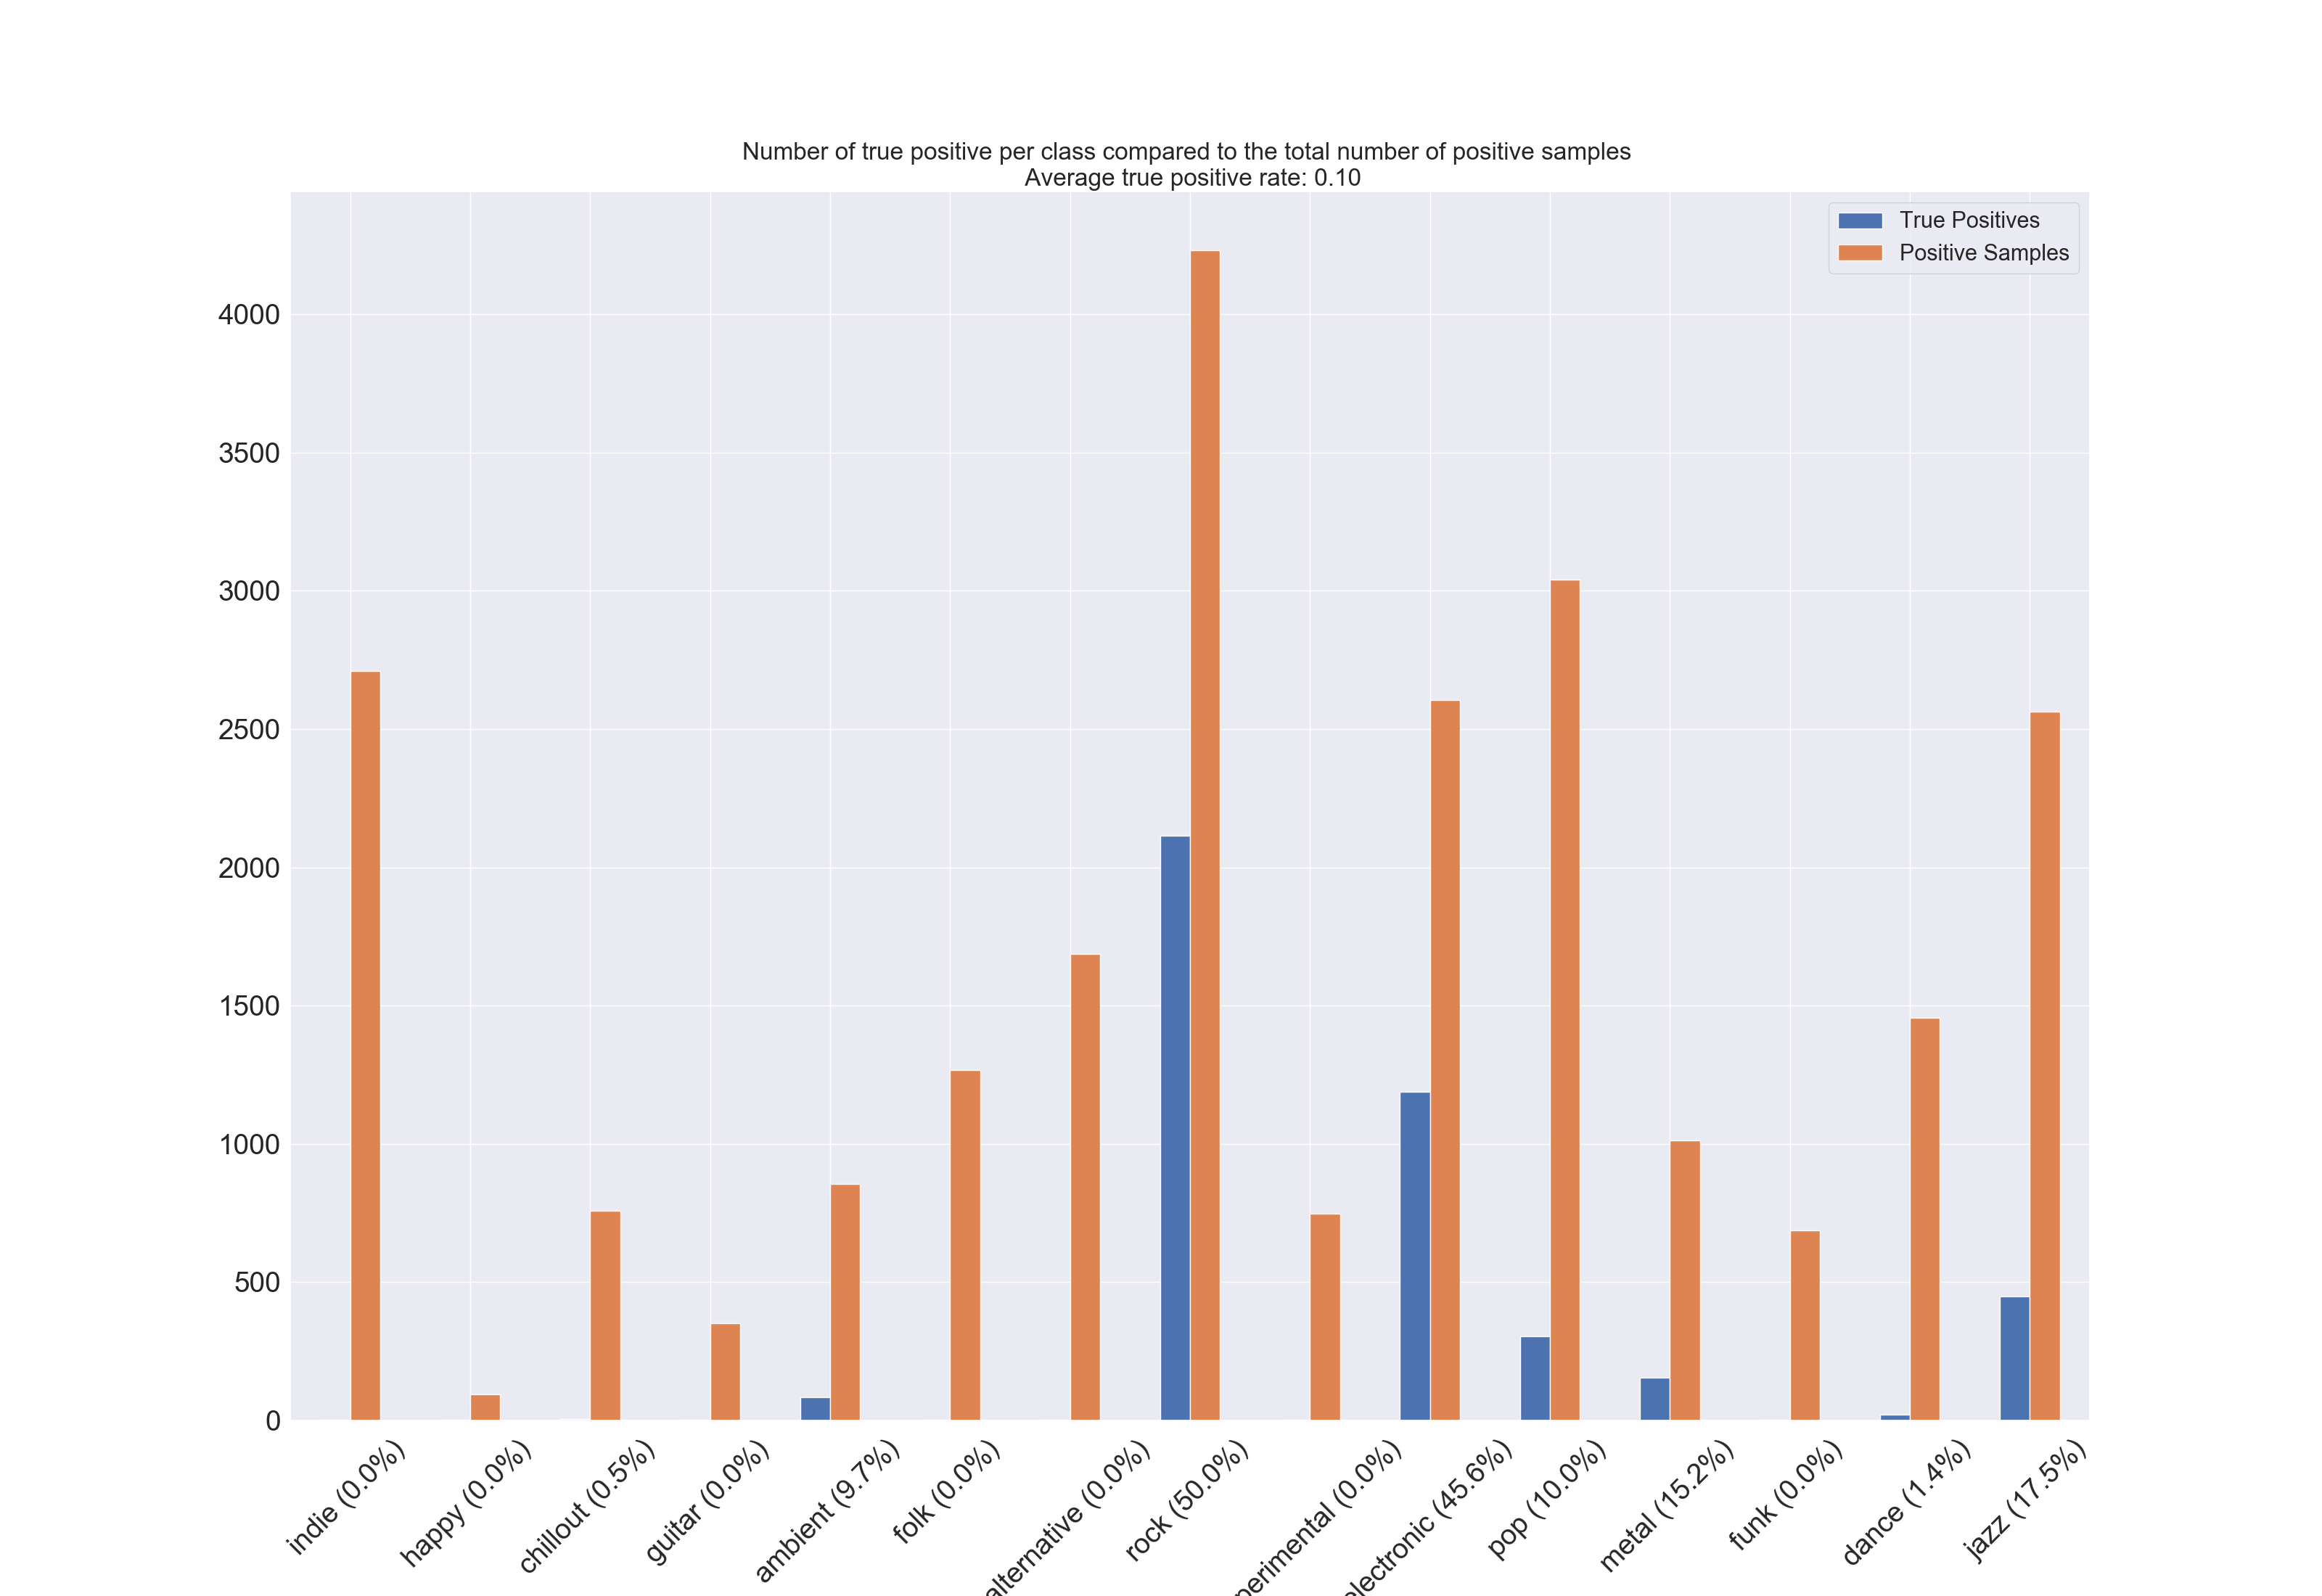 Number of true positive per class compared to the total number of positive samples
Average true positive rate: 0.10
True Positives
Positive Samples
4000
3500
3000
2500
2000
1500
1000
500
0
indie (0.0%)
happy (0.0%)
chillout (0.5%)
guitar (0.0%)
ambient (9.7%)
folk (0.0%)
alternative (0.0%)
rock (50.0%)
perimental (0.0%)
electronic (45.6%)
pop (10.0%)
metal (15.2%)
funk (0.0%)
dance (1.4%)
jazz (17.5%)